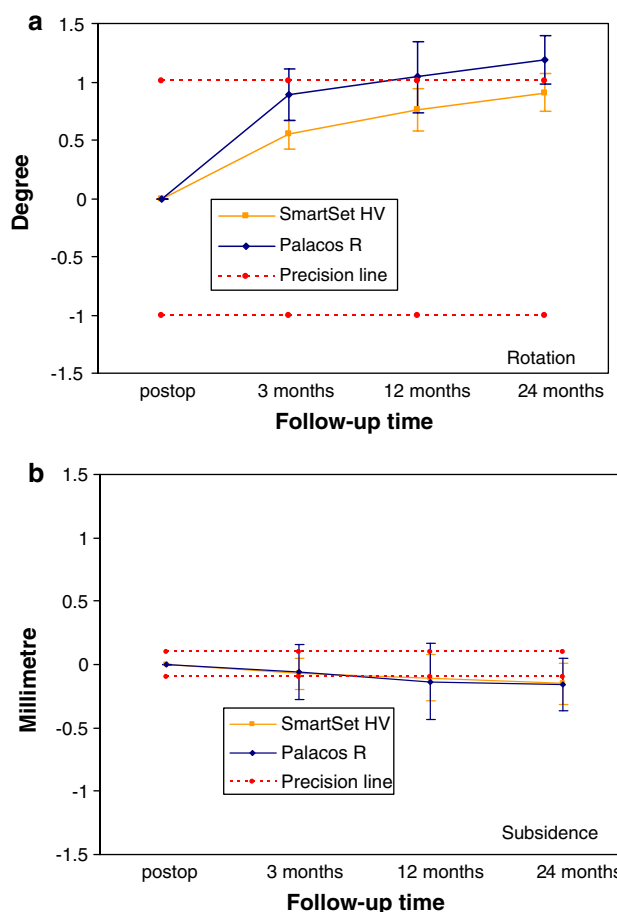 a
1.5
1
0.5
0
-0.5
-1
-1.5
Degree
SmartSet HV
Palacos R
Precision line
Rotation
postop 3 months 12 months 24 months
Follow-up time
b
1.5
1
0.5
0
-0.5
-1
-1.5
Millimetre
SmartSet HV
Palacos R
Precision line
Subsidence
postop 3 months 12 months 24 months
Follow-up time